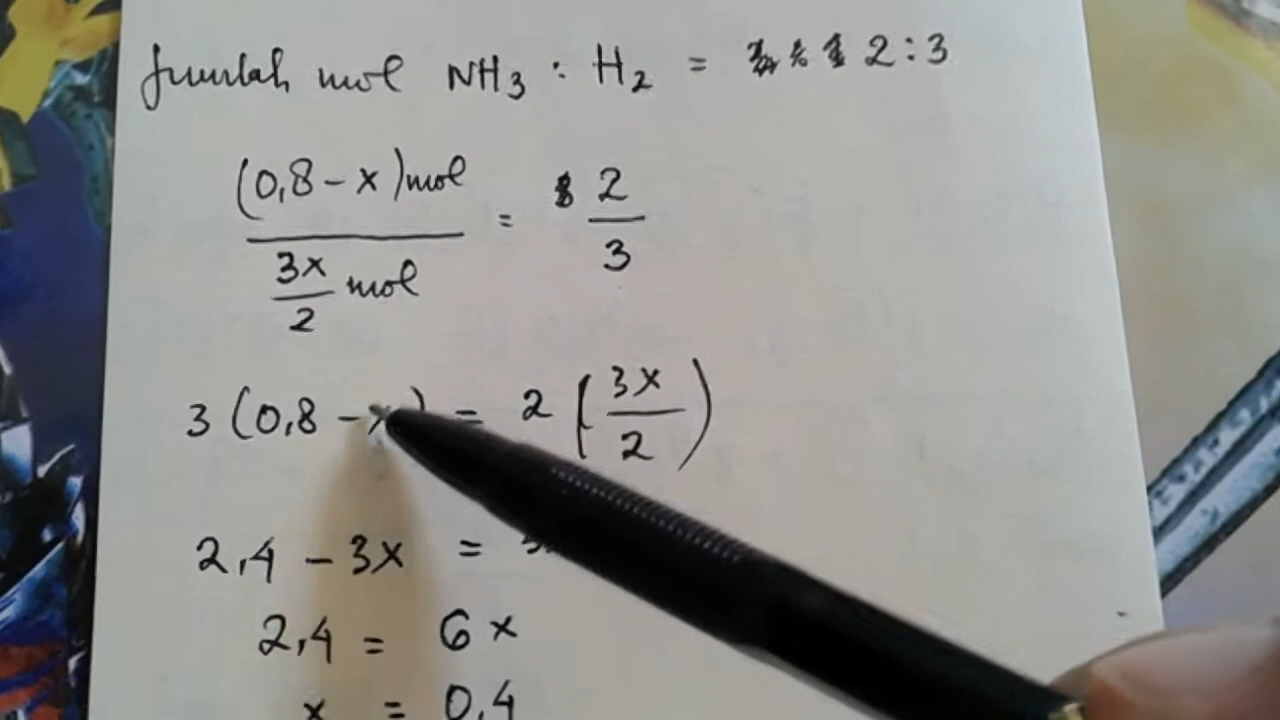 Jumlah mol NH3 : H2 = 2 : 3
(0,8 - x) mol / 3x/2 mol = 2/3
3 (0,8 - x) = 2 (3x/2)
2,4 - 3x =
2,4 = 6x
x = 0,4